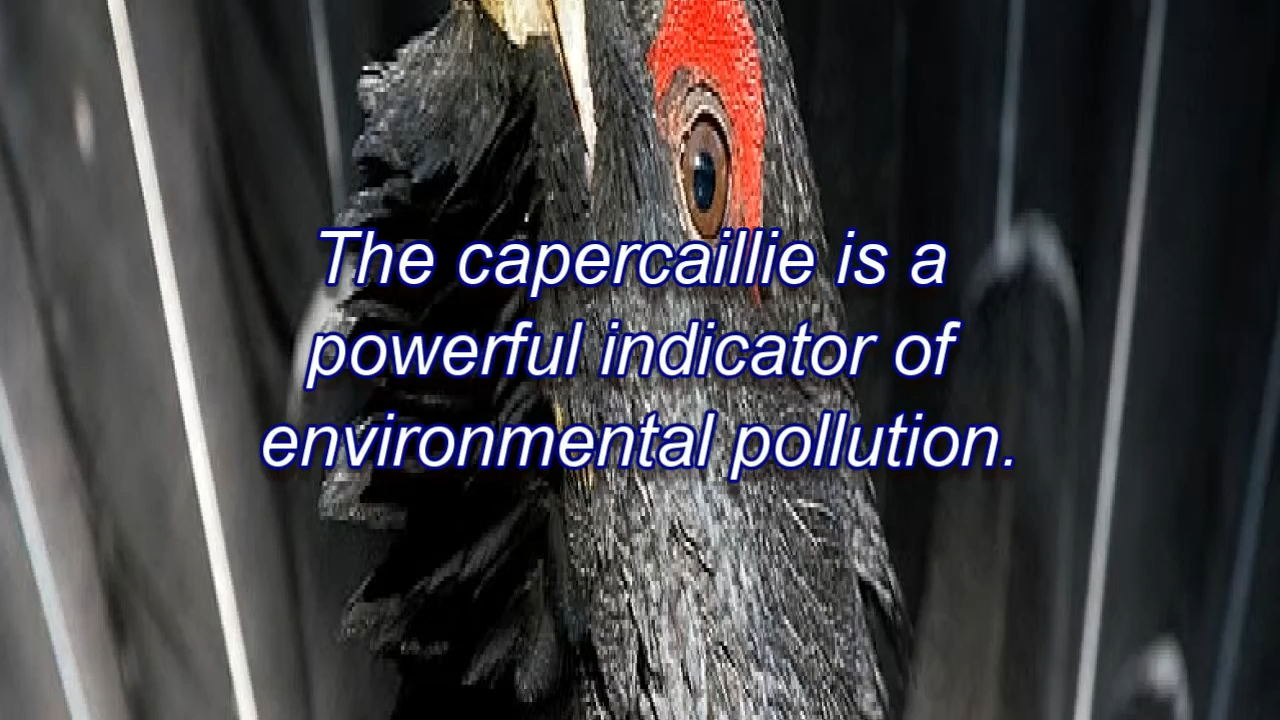 The capercaillie is a
powerful indicator of
environmental pollution.